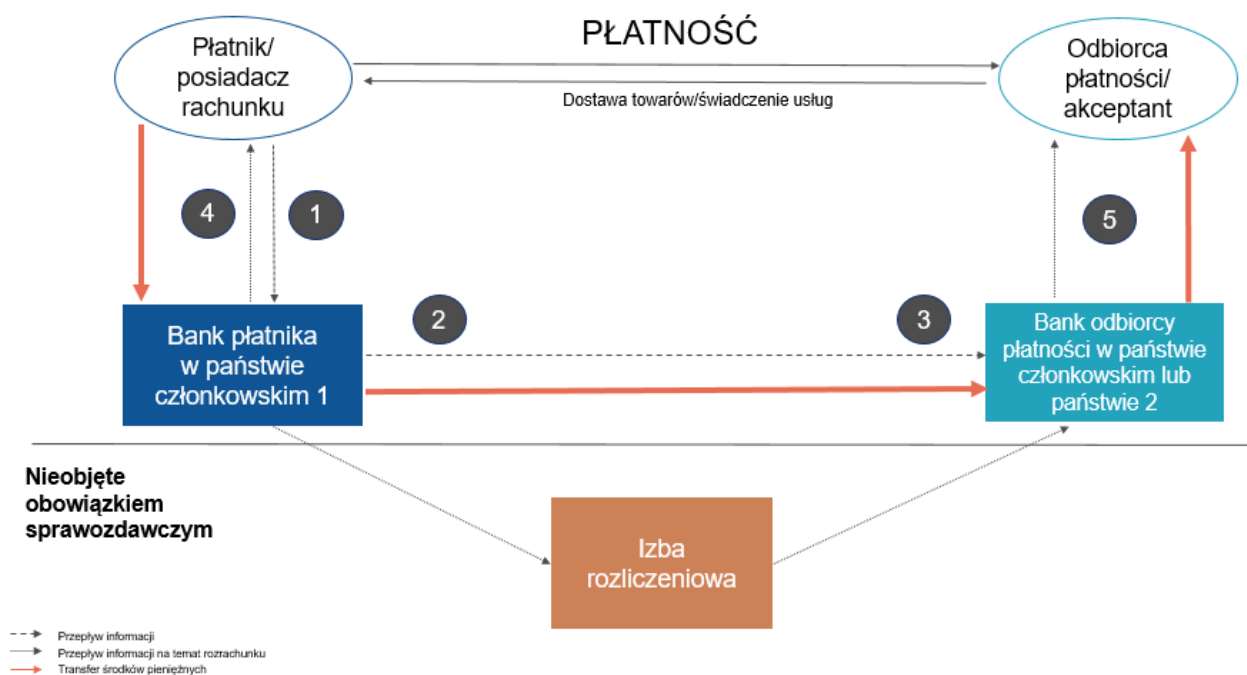 PŁATNOŚĆ
Płatnik/
posiadacz
rachunku
Odbiorca
płatności/
akceptant
Dostawa towarów/świadczenie usług
4
1
5
2
3
Bank płatnika
w państwie
członkowskim 1
Bank odbiorcy
płatności w państwie
członkowskim lub
państwie 2
Nieobjęte
obowiązkiem
sprawozdawczym
Izba
rozliczeniowa
Przepływ informacji
Przepływ informacji na temat rozrachunku
Transfer środków pieniężnych